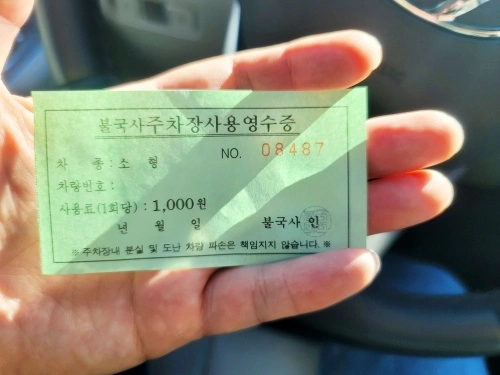 불국사주차장사용영수증
NO. 08487
차 종 : 소 형
차량번호 :
사용료(1회당) : 1,000원
년 월 일 불국사 인
※ 주차장내 분실 및 도난 차량 파손은 책임지지 않습니다. ※